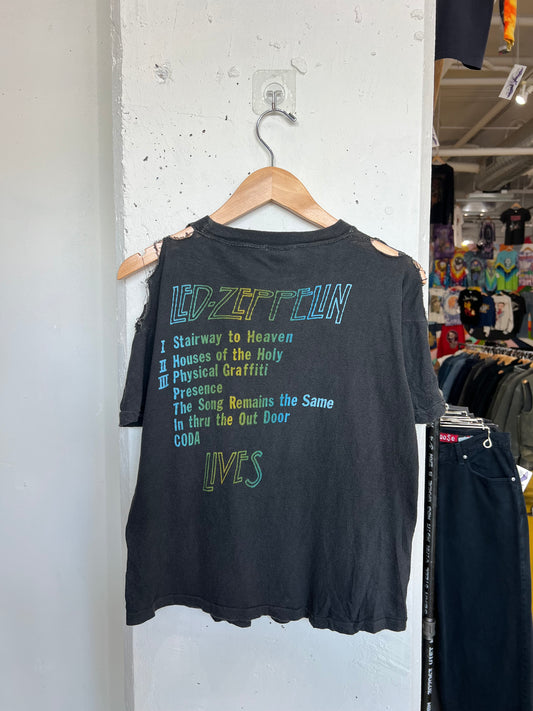 LED-ZEPPELIN
I Stairway to Heaven
II Houses of the Holy
III Physical Graffiti
Presence
The Song Remains the Same
In thru the Out Door
CODA
LIVES